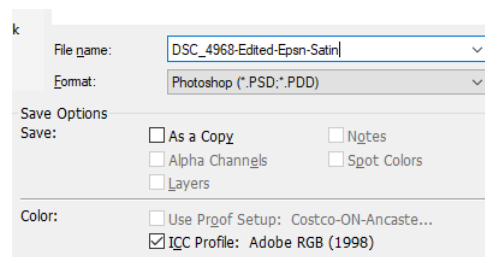 k
File name: DSC_4968-Edited-Epsn-Satin
Format: Photoshop (*.PSD;*.PDD)
Save Options
Save: As a Copy Notes
Alpha Channels Spot Colors
Layers
Color: Use Proof Setup: Costco-ON-Ancaste...
ICC Profile: Adobe RGB (1998)